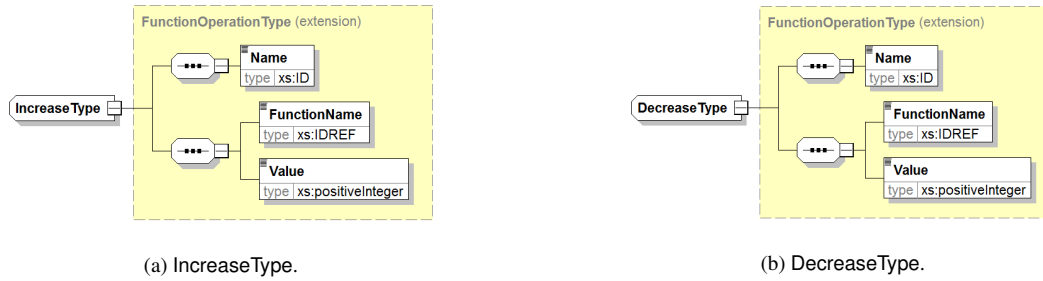 FunctionOperationType (extension)
Name
type xs:ID
IncreaseType
FunctionName
type xs:IDREF
Value
type xs:positiveInteger
(a) IncreaseType.
FunctionOperationType (extension)
Name
type xs:ID
DecreaseType
FunctionName
type xs:IDREF
Value
type xs:positiveInteger
(b) DecreaseType.